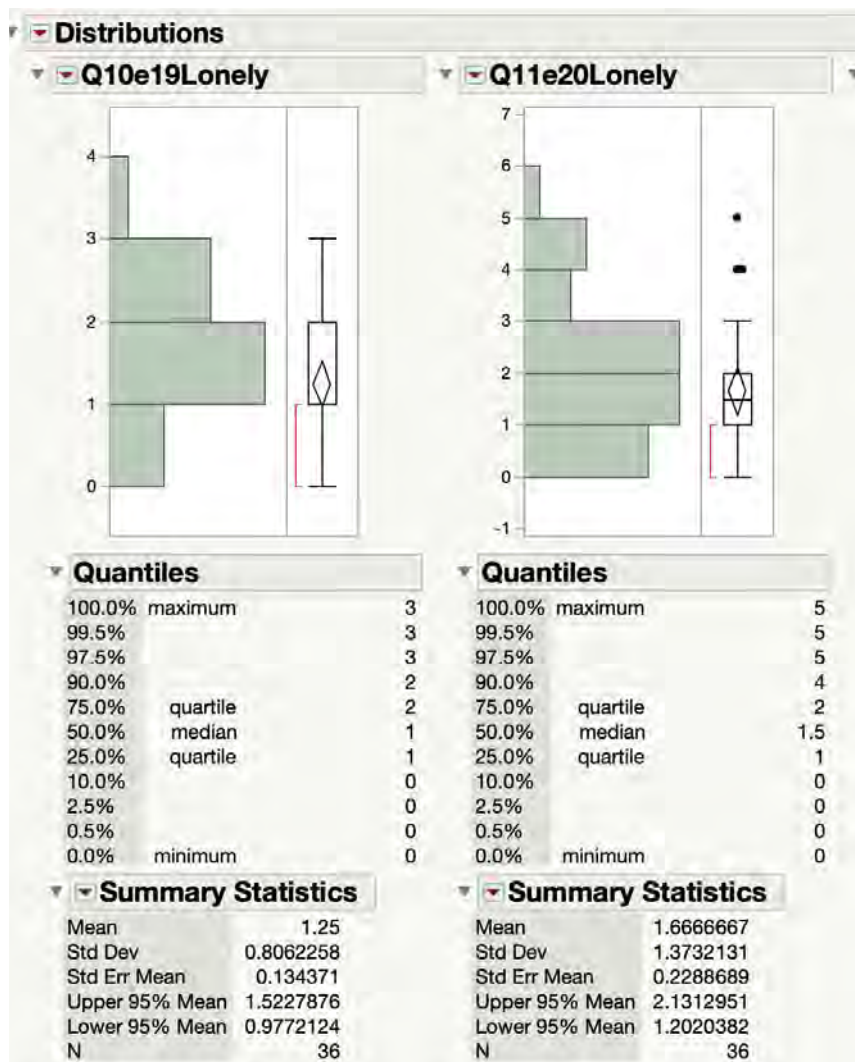 Distributions
Q10e19Lonely
4
3
2
1
0
Quantiles
100.0% maximum 3
99.5% 3
97.5% 3
90.0% 2
75.0% quartile 2
50.0% median 1
25.0% quartile 1
10.0% 0
2.5% 0
0.5% 0
0.0% minimum 0
Summary Statistics
Mean 1.25
Std Dev 0.8062258
Std Err Mean 0.134371
Upper 95% Mean 1.5227876
Lower 95% Mean 0.9772124
N 36
Q11e20Lonely
7
6
5
4
3
2
1
0
-1
Quantiles
100.0% maximum 5
99.5% 5
97.5% 5
90.0% 4
75.0% quartile 2
50.0% median 1.5
25.0% quartile 1
10.0% 0
2.5% 0
0.5% 0
0.0% minimum 0
Summary Statistics
Mean 1.6666667
Std Dev 1.3732131
Std Err Mean 0.2288689
Upper 95% Mean 2.1312951
Lower 95% Mean 1.2020382
N 36